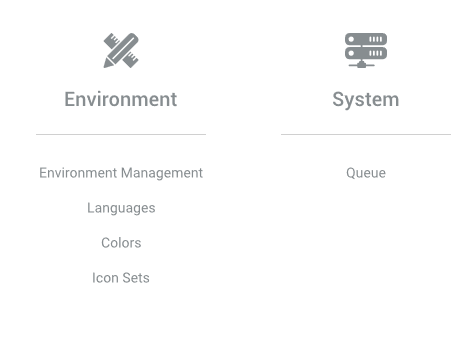 Environment
Environment Management
Languages
Colors
Icon Sets
System
Queue